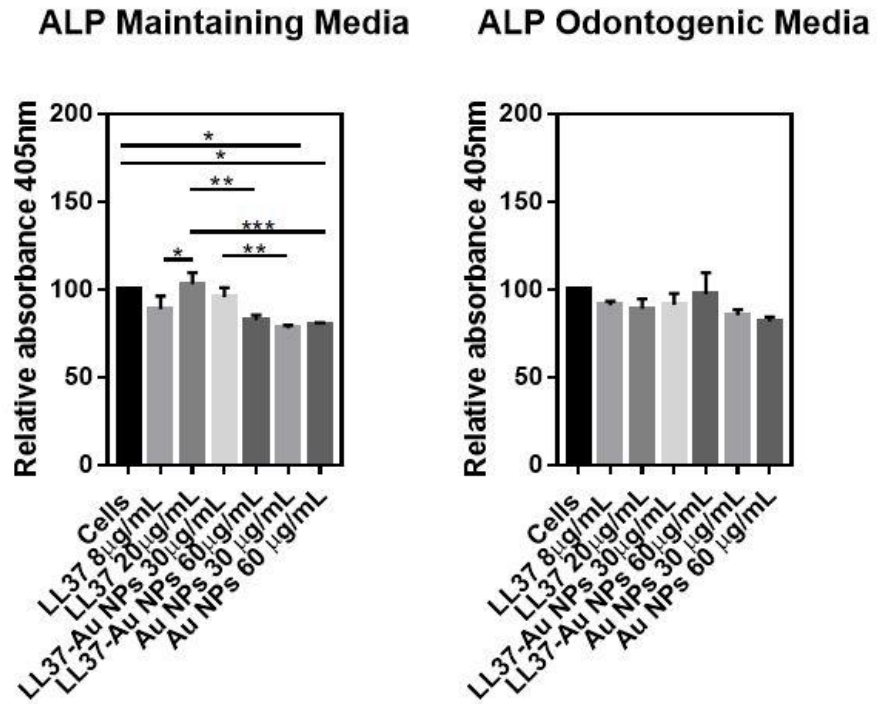 ALP Maintaining Media
Relative absorbance 405nm
200
150
100
50
0
*
*
**
***
*
**
Cells
LL37 8μg/mL
LL37 20μg/mL
LL37-Au NPs 30μg/mL
LL37-Au NPs 60μg/mL
Au NPs 30 μg/mL
Au NPs 60 μg/mL
ALP Odontogenic Media
Relative absorbance 405nm
200
150
100
50
0
Cells
LL37 8μg/mL
LL37 20μg/mL
LL37-Au NPs 30μg/mL
LL37-Au NPs 60μg/mL
Au NPs 30 μg/mL
Au NPs 60 μg/mL